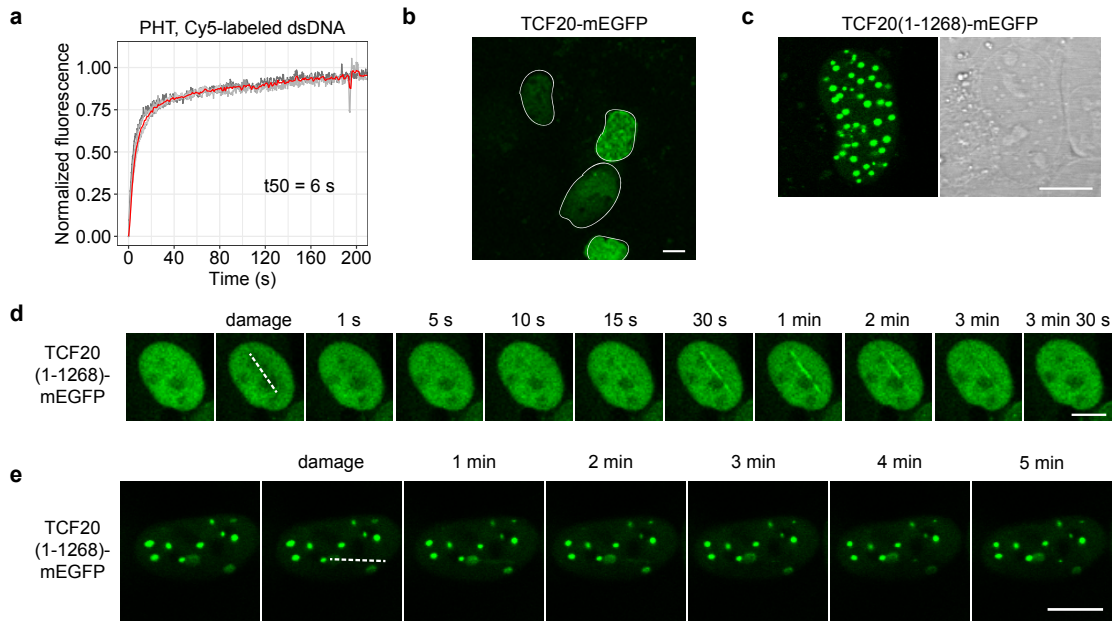 a
PHT, Cy5-labeled dsDNA
Normalized fluorescence
1.00
0.75
0.50
0.25
0.00
t50 = 6 s
0 40 80 120 160 200
Time (s)
b
TCF20-mEGFP
c
TCF20(1-1268)-mEGFP
d
damage 1 s 5 s 10 s 15 s 30 s 1 min 2 min 3 min 3 min 30 s
TCF20
(1-1268)-
mEGFP
e
damage 1 min 2 min 3 min 4 min 5 min
TCF20
(1-1268)-
mEGFP